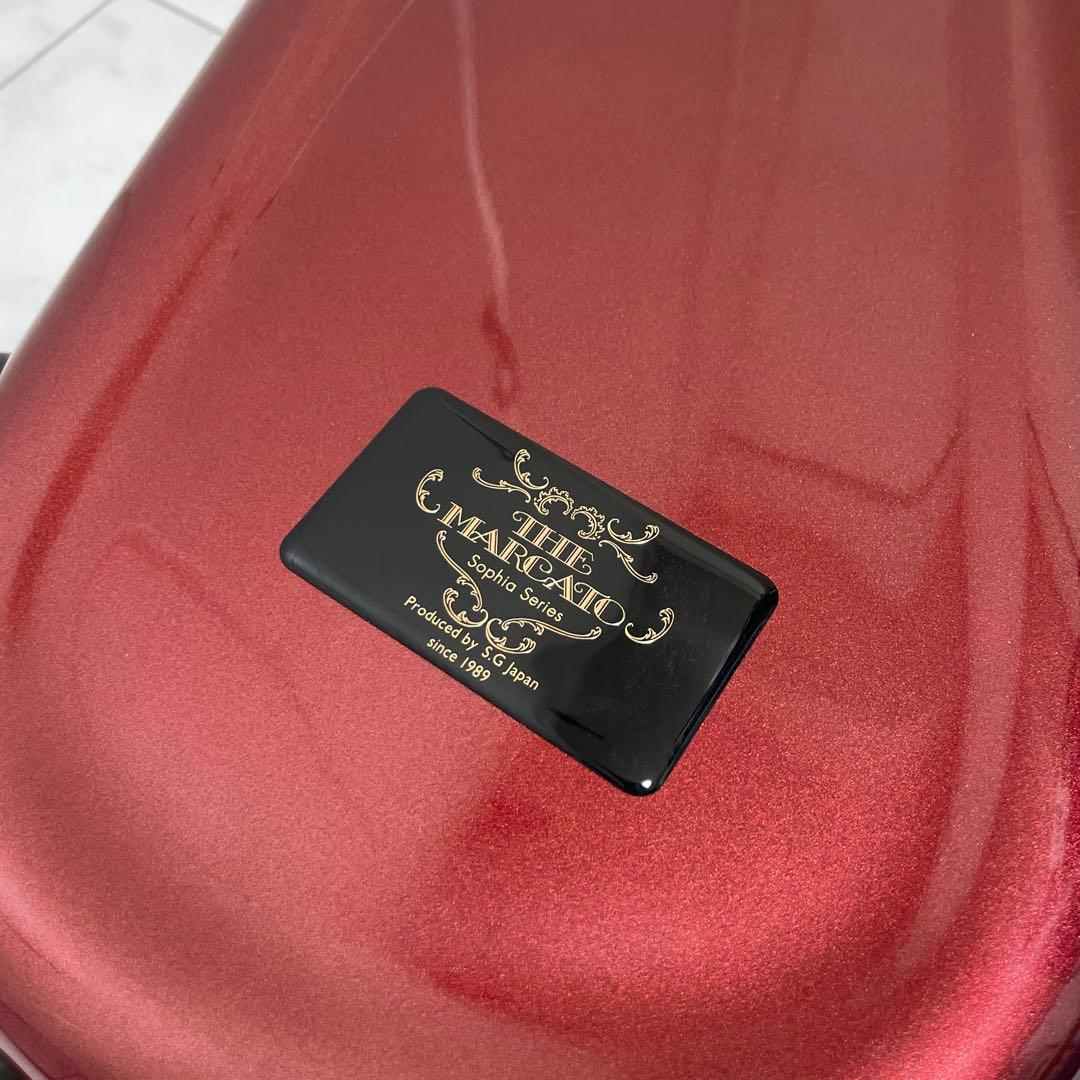 THE
MARCATO
Sophia Series
Produced by S.G Japan
since 1989